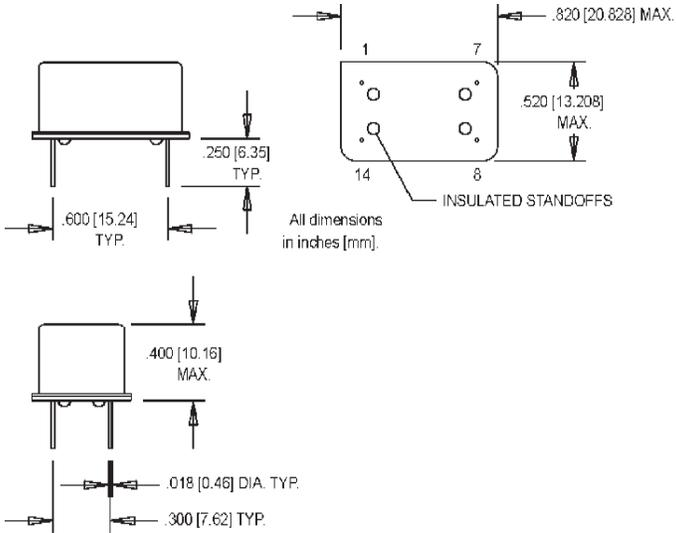 .820 [20.828] MAX.
1
7
.520 [13.208]
MAX.
.250 [6.35]
TYP.
14
8
INSULATED STANDOFFS
.600 [15.24]
TYP.
All dimensions
in inches [mm].
.400 [10.16]
MAX.
.018 [0.46] DIA. TYP.
.300 [7.62] TYP.